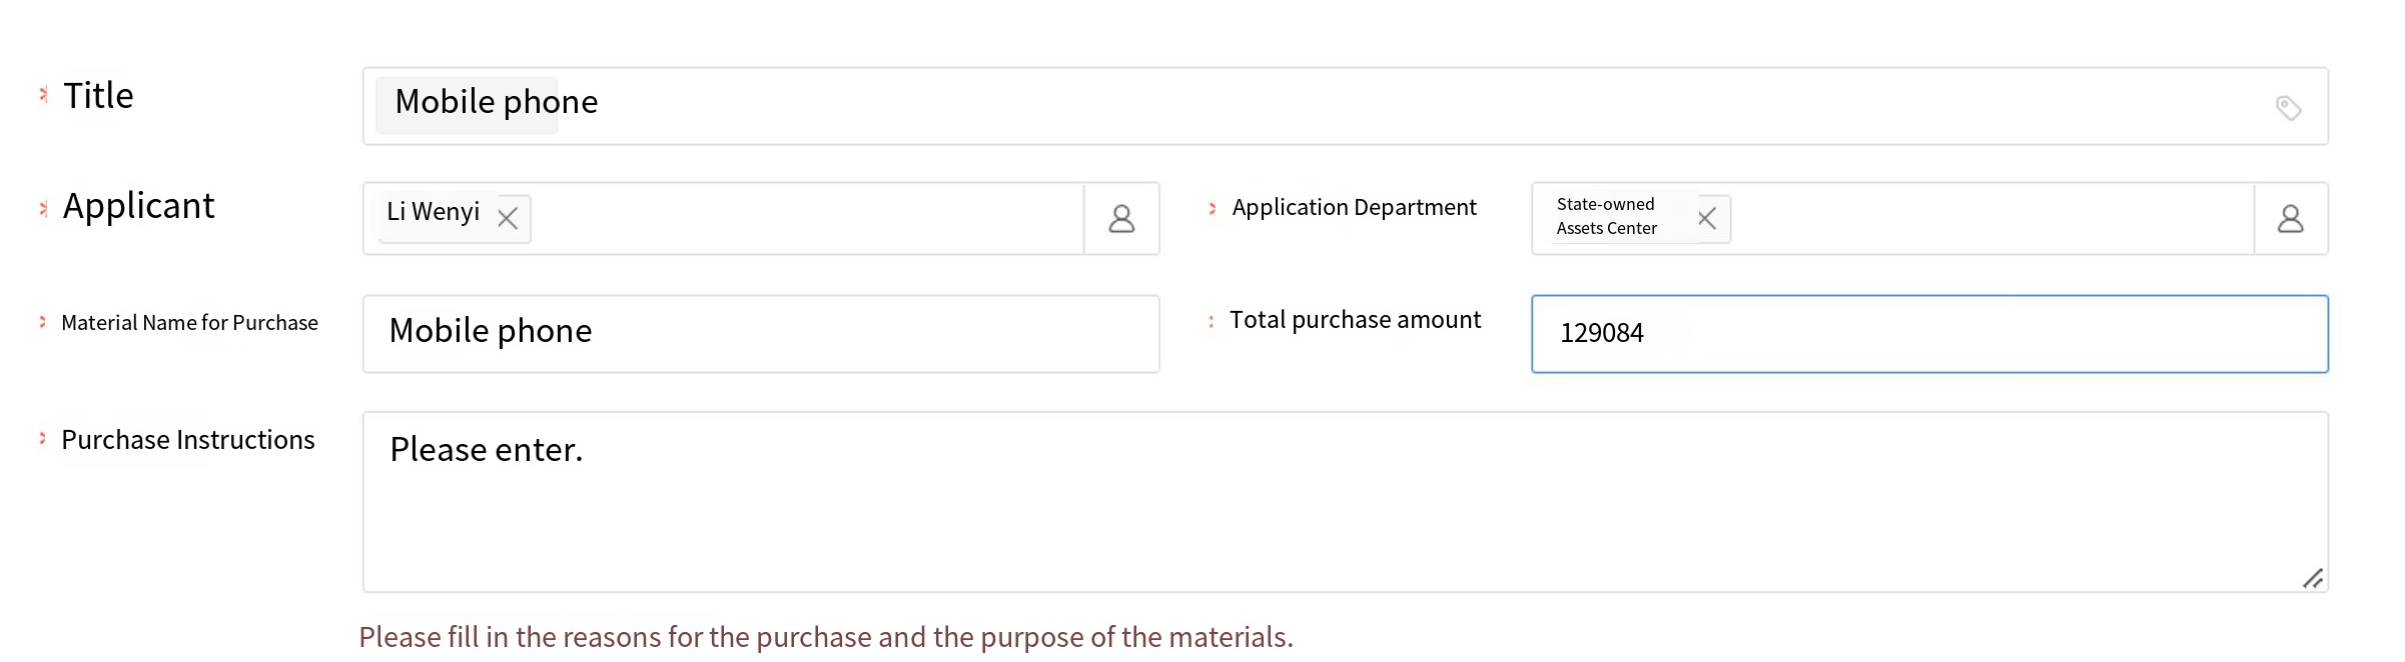 Title
Mobile phone
Applicant
Li Wenyi
Application Department
State-owned
Assets Center
Material Name for Purchase
Mobile phone
Total purchase amount
129084
Purchase Instructions
Please enter.
Please fill in the reasons for the purchase and the purpose of the materials.